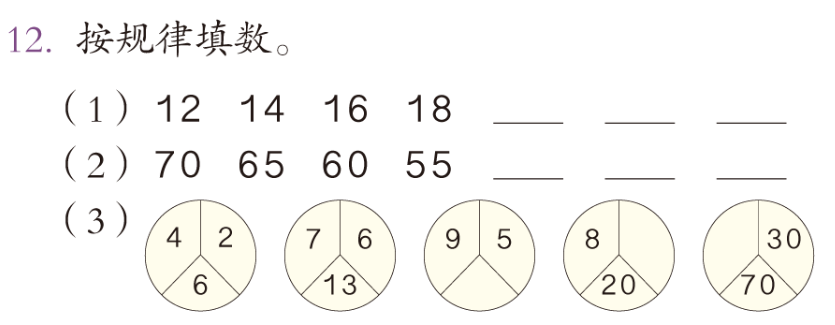 12. 按规律填数。
(1) 12 14 16 18 ____ ____ ____
(2) 70 65 60 55 ____ ____ ____
(3)
4 2 7 6 9 5 8 30
6 13 20 70